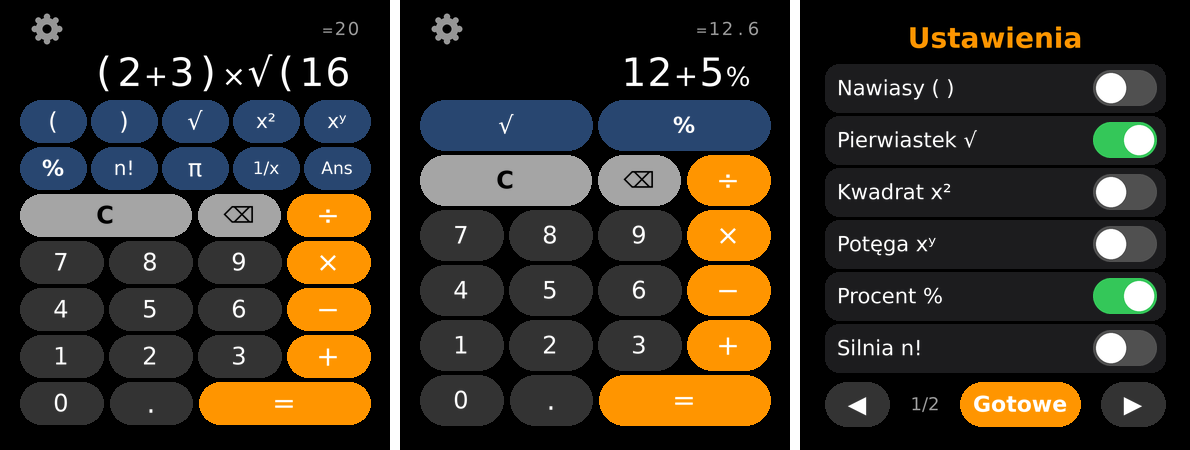 =20
(2+3)×√(16
( ) √ x² xʸ
% n! π 1/x Ans
C ⌫ ÷
7 8 9 ×
4 5 6 −
1 2 3 +
0 . =
=12.6
12+5%
√ %
C ⌫ ÷
7 8 9 ×
4 5 6 −
1 2 3 +
0 . =
Ustawienia
Nawiasy ( )
Pierwiastek √
Kwadrat x²
Potęga xʸ
Procent %
Silnia n!
◀ 1/2 Gotowe ▶